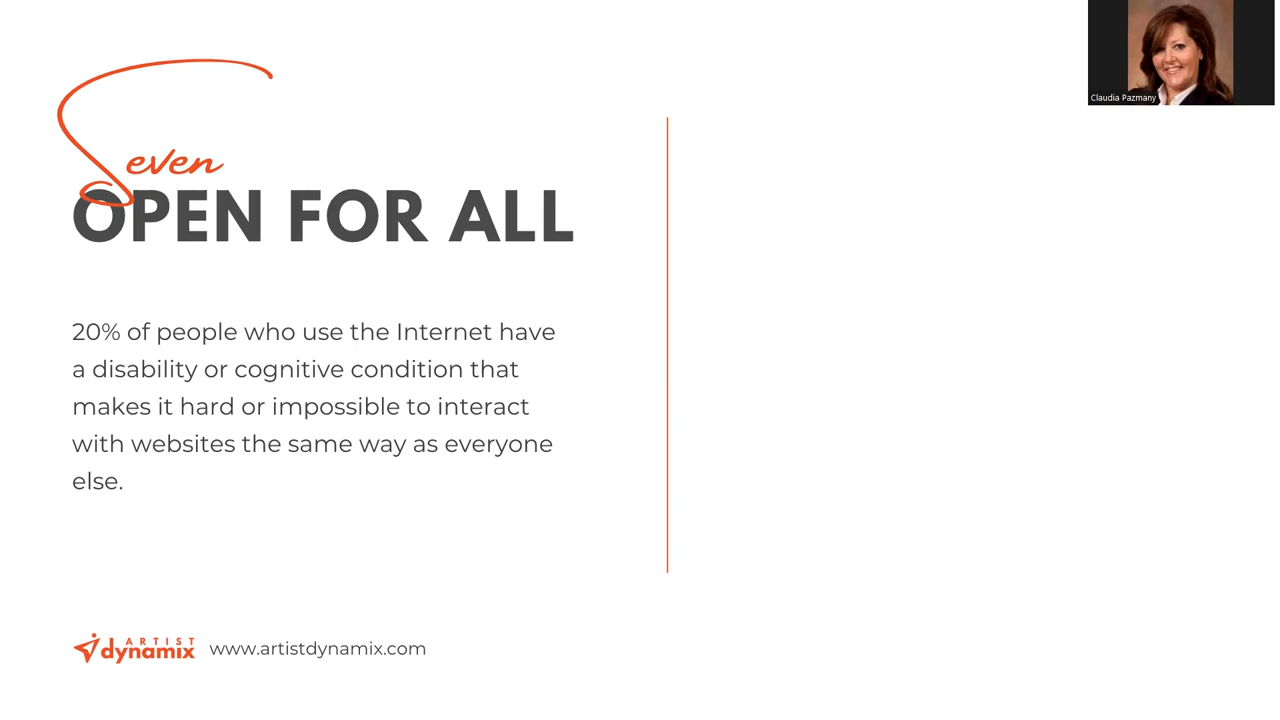 Claudia Pazmany
Seven
OPEN FOR ALL
20% of people who use the Internet have
a disability or cognitive condition that
makes it hard or impossible to interact
with websites the same way as everyone
else.
ARTIST
dynamix
www.artistdynamix.com